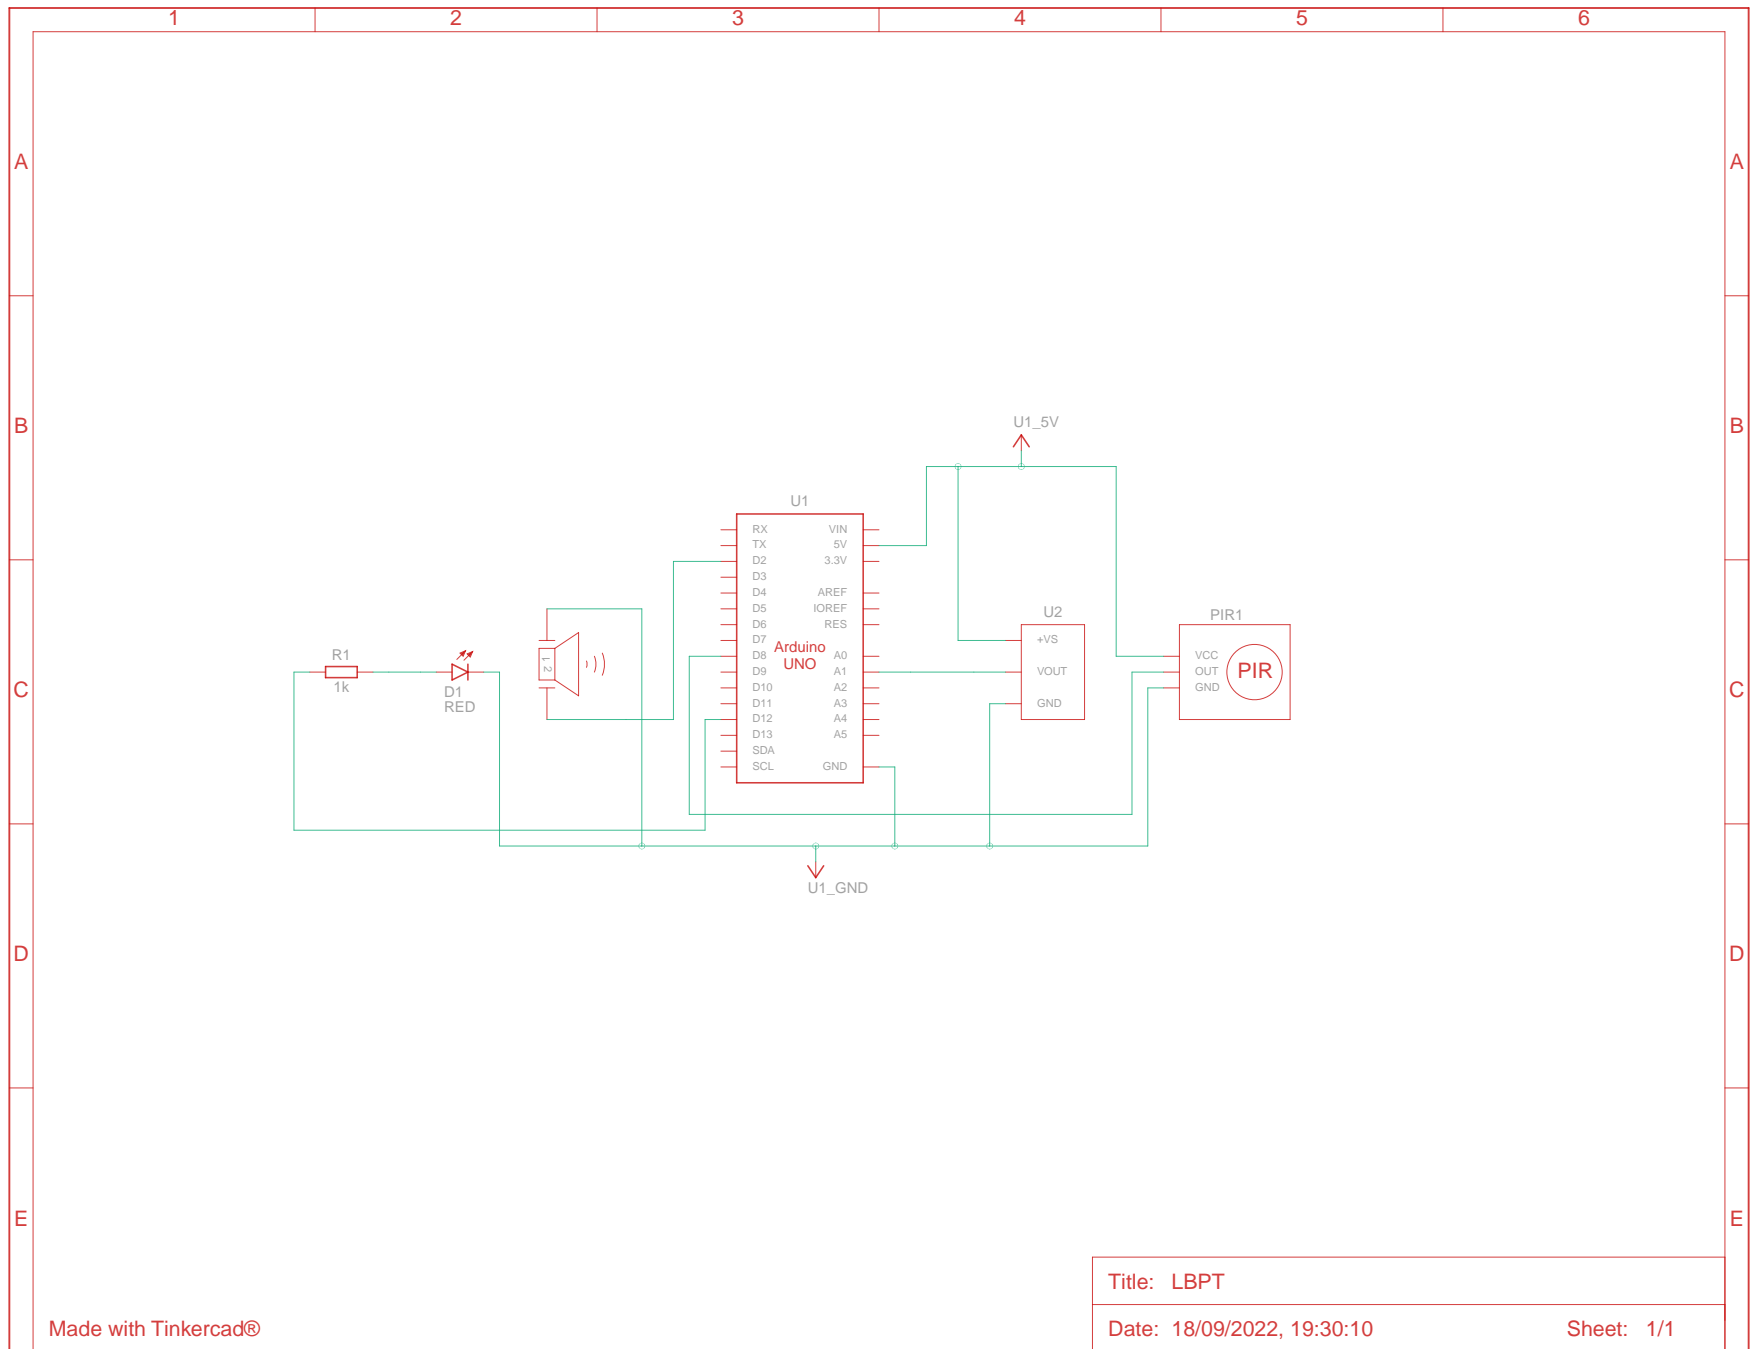 1 2 3 4 5 6
A A
B B
U1_5V
U1
RX VIN
TX 5V
D2 3.3V
D3
D4 AREF
D5 IOREF
D6 RES
D7
Arduino
UNO
D8 A0
D9 A1
D10 A2
D11 A3
D12 A4
D13 A5
SDA
SCL GND
U2
+VS
VOUT
GND
PIR1
VCC
OUT
GND
PIR
R1
1k
D1
RED
1 2
C C
U1_GND
D D
E E
Title: LBPT
Made with Tinkercad®
Date: 18/09/2022, 19:30:10 Sheet: 1/1